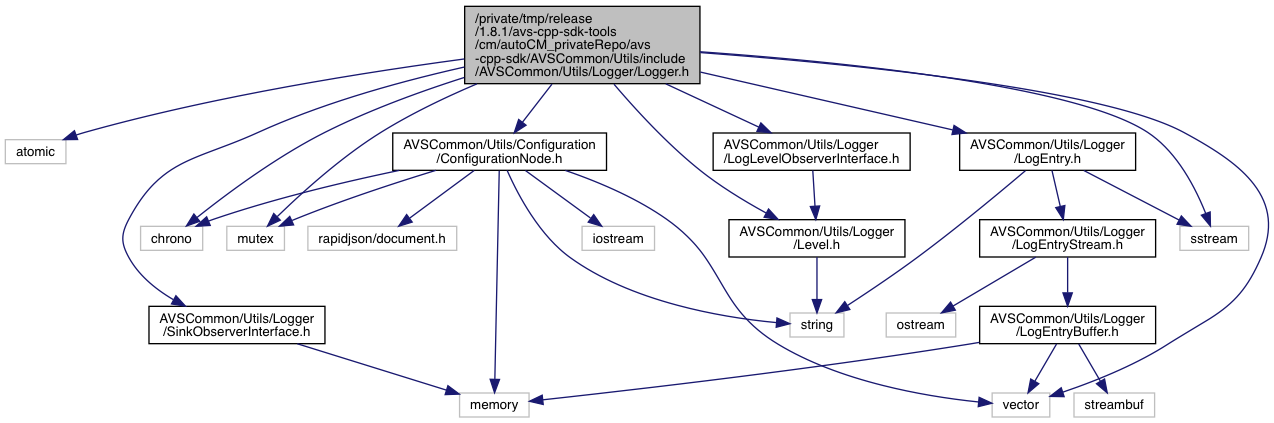 /private/tmp/release
/1.8.1/avs-cpp-sdk-tools
/cm/autoCM_privateRepo/avs
-cpp-sdk/AVSCommon/Utils/include
/AVSCommon/Utils/Logger/Logger.h
atomic
AVSCommon/Utils/Configuration
/ConfigurationNode.h
AVSCommon/Utils/Logger
/LogLevelObserverInterface.h
AVSCommon/Utils/Logger
/LogEntry.h
chrono
mutex
rapidjson/document.h
iostream
AVSCommon/Utils/Logger
/Level.h
AVSCommon/Utils/Logger
/LogEntryStream.h
sstream
AVSCommon/Utils/Logger
/SinkObserverInterface.h
string
ostream
AVSCommon/Utils/Logger
/LogEntryBuffer.h
memory
vector
streambuf